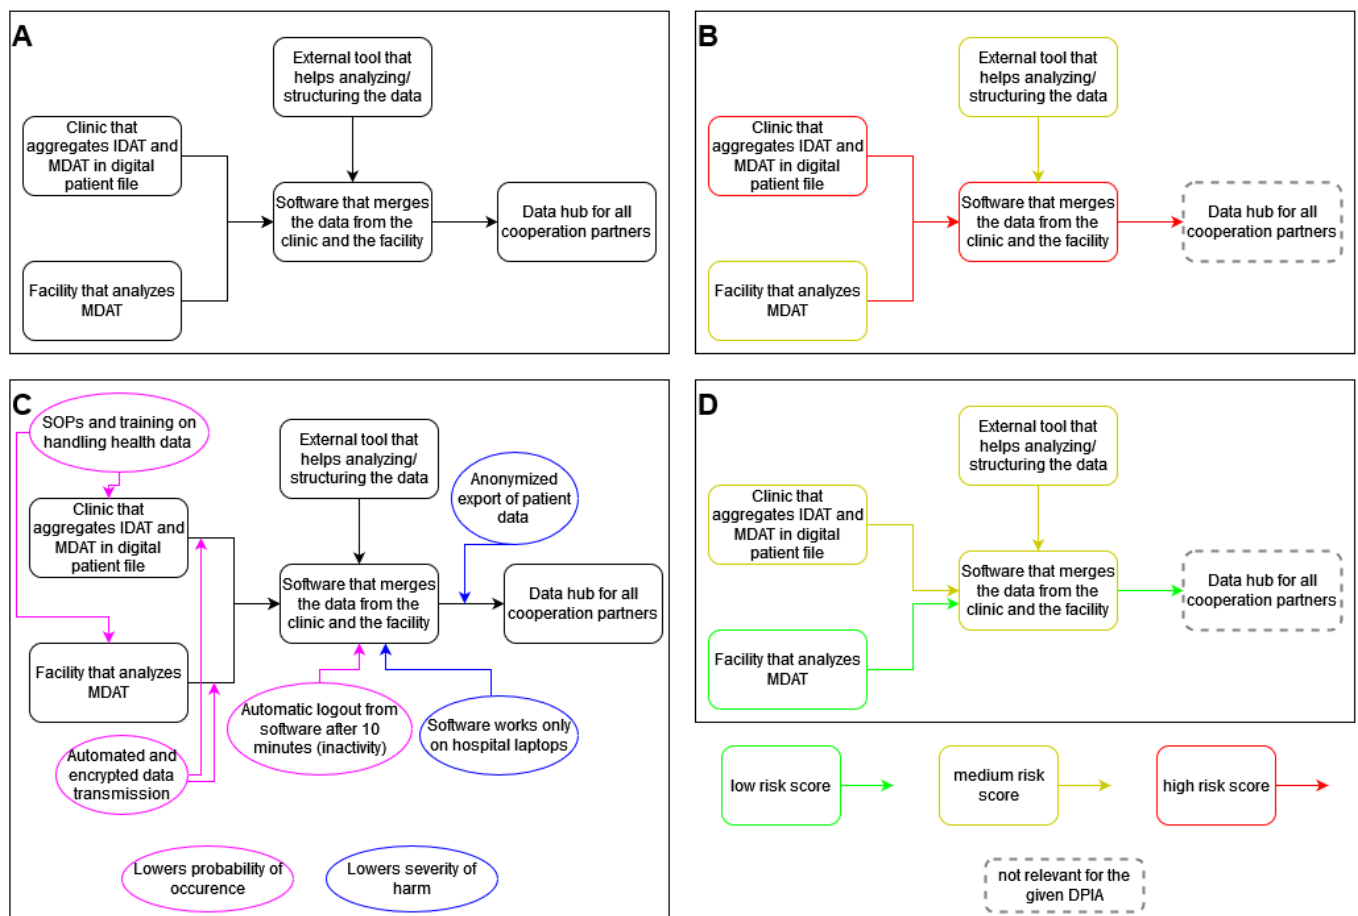 A
External tool that
helps analyzing/
structuring the data
Clinic that
aggregates IDAT and
MDAT in digital
patient file
Software that merges
the data from the
clinic and the facility
Data hub for all
cooperation partners
Facility that analyzes
MDAT
B
External tool that
helps analyzing/
structuring the data
Clinic that
aggregates IDAT and
MDAT in digital
patient file
Software that merges
the data from the
clinic and the facility
Data hub for all
cooperation partners
Facility that analyzes
MDAT
C
SOPs and training on
handling health data
External tool that
helps analyzing/
structuring the data
Anonymized
export of patient
data
Clinic that
aggregates IDAT and
MDAT in digital
patient file
Software that merges
the data from the
clinic and the facility
Data hub for all
cooperation partners
Facility that analyzes
MDAT
Automatic logout from
software after 10
minutes (inactivity)
Software works only
on hospital laptops
Automated and
encrypted data
transmission
Lowers probability of
occurence
Lowers severity of
harm
D
External tool that
helps analyzing/
structuring the data
Clinic that
aggregates IDAT and
MDAT in digital
patient file
Software that merges
the data from the
clinic and the facility
Data hub for all
cooperation partners
Facility that analyzes
MDAT
low risk score
medium risk
score
high risk score
not relevant for the
given DPIA